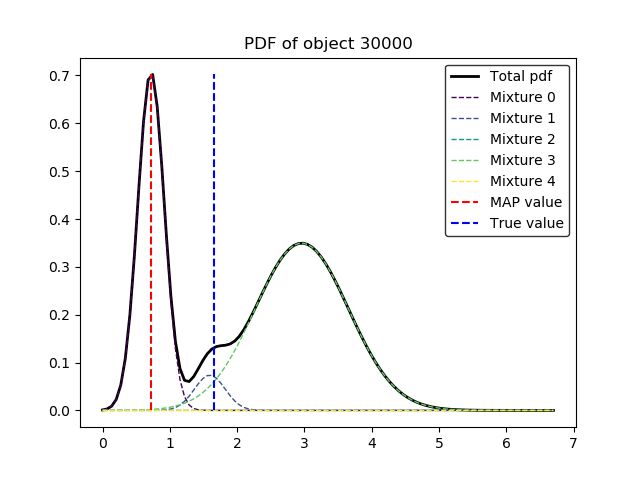 PDF of object 30000
Total pdf
Mixture 0
Mixture 1
Mixture 2
Mixture 3
Mixture 4
MAP value
True value
0.7
0.6
0.5
0.4
0.3
0.2
0.1
0.0
0 1 2 3 4 5 6 7